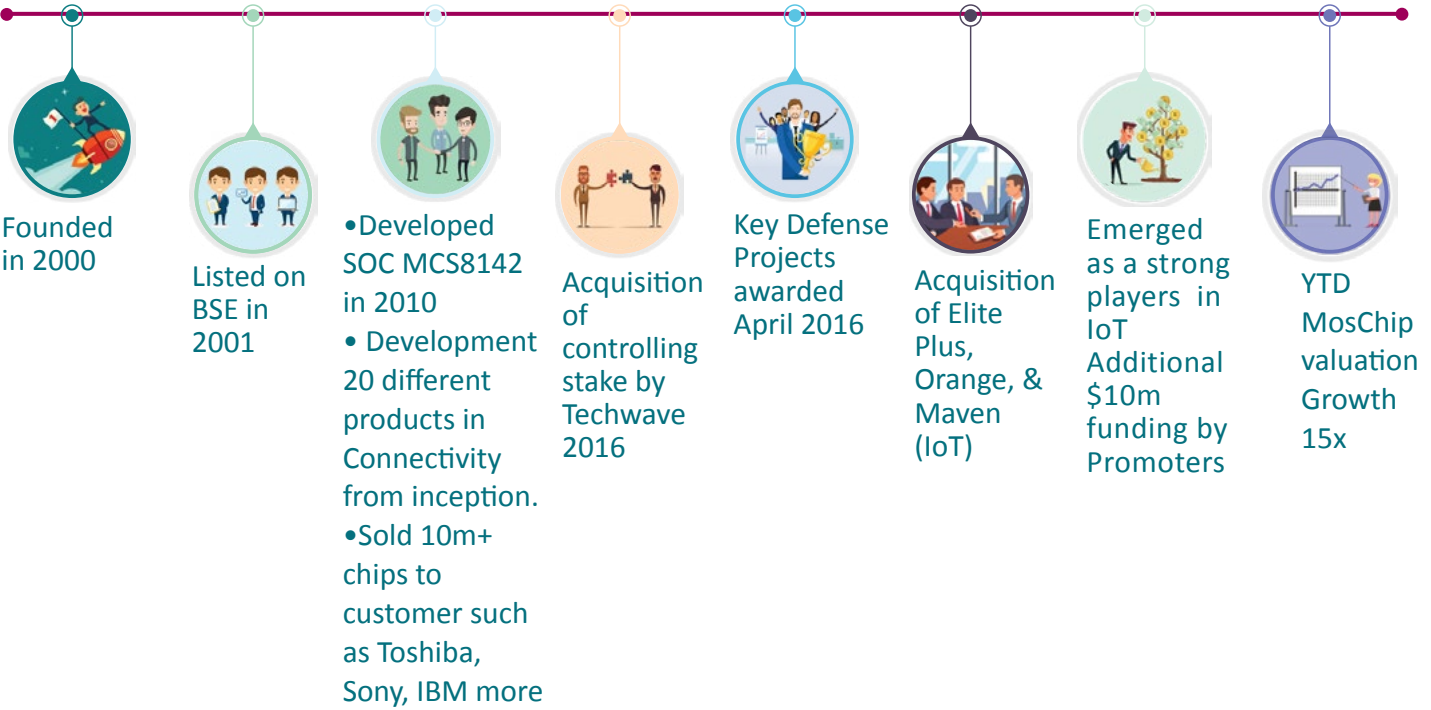 Founded
in 2000
Listed on
BSE in
2001
•Developed
SOC MCS8142
in 2010
• Development
20 different
products in
Connectivity
from inception.
•Sold 10m+
chips to
customer such
as Toshiba,
Sony, IBM more
Acquisition
of
controlling
stake by
Techwave
2016
Key Defense
Projects
awarded
April 2016
Acquisition
of Elite
Plus,
Orange, &
Maven
(IoT)
Emerged
as a strong
players in
IoT
Additional
$10m
funding by
Promoters
YTD
MosChip
valuation
Growth
15x
1